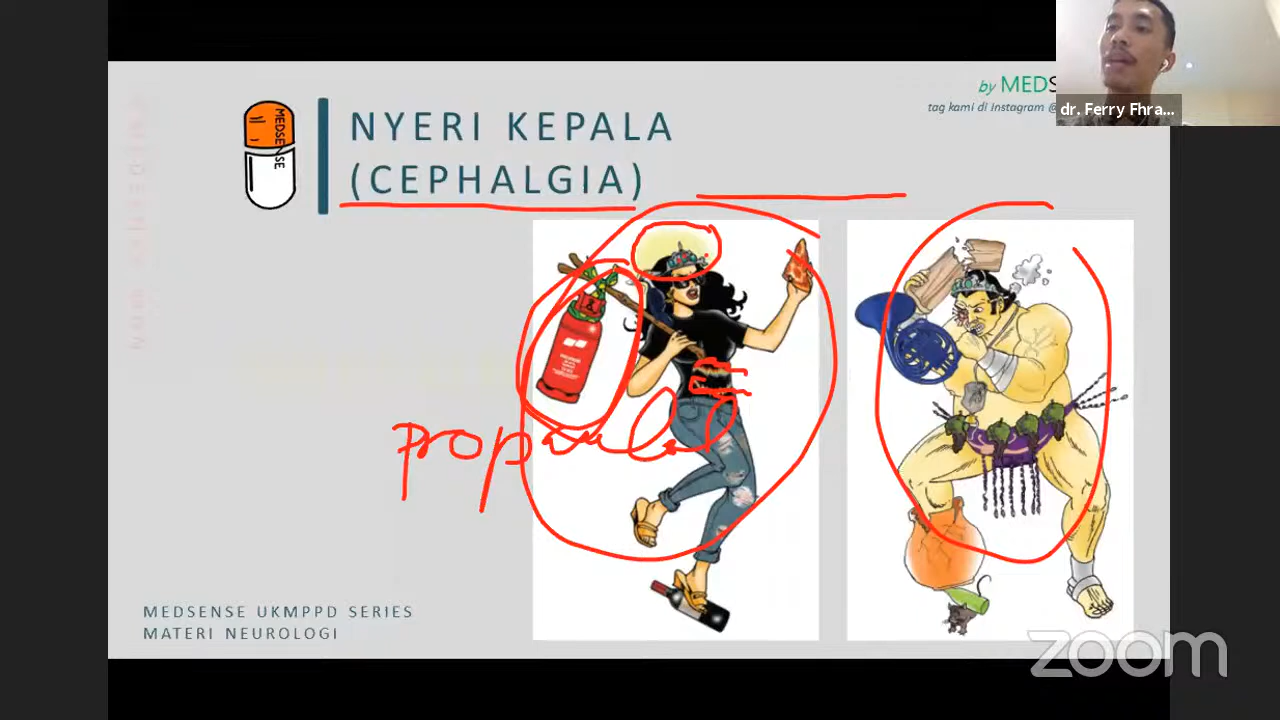 by MEDS
tag kami di Instagram @
dr. Ferry Fhra...
MEDSENSE
NYERI KEPALA
(CEPHALGIA)
MEDSENSE UKMPPD SERIES
MATERI NEUROLOGI
zoom